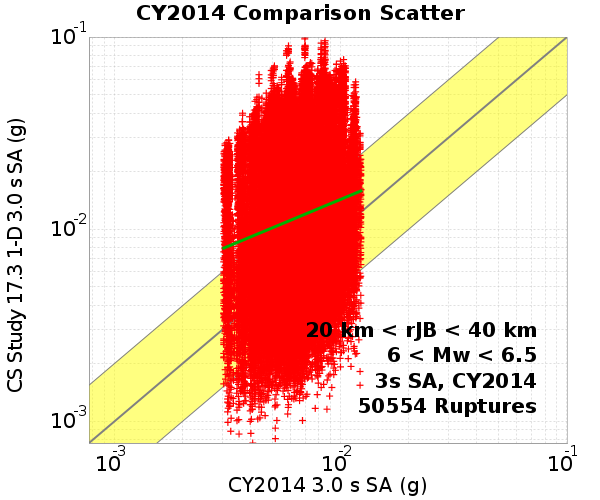 CY2014 Comparison Scatter
CS Study 17.3 1-D 3.0 s SA (g)
10-1
10-2
10-3
20 km < rJB < 40 km
6 < Mw < 6.5
3s SA, CY2014
50554 Ruptures
10-3 10-2 10-1
CY2014 3.0 s SA (g)